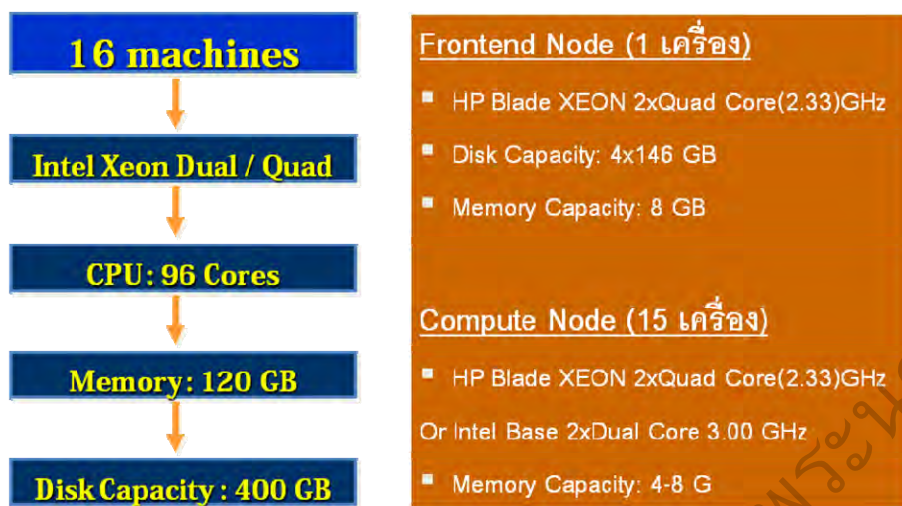 16 machines
Intel Xeon Dual / Quad
CPU: 96 Cores
Memory: 120 GB
Disk Capacity : 400 GB
Frontend Node (1 เครื่อง)
▪ HP Blade XEON 2xQuad Core(2.33)GHz
▪ Disk Capacity: 4x146 GB
▪ Memory Capacity: 8 GB
Compute Node (15 เครื่อง)
▪ HP Blade XEON 2xQuad Core(2.33)GHz
Or Intel Base 2xDual Core 3.00 GHz
▪ Memory Capacity: 4-8 G